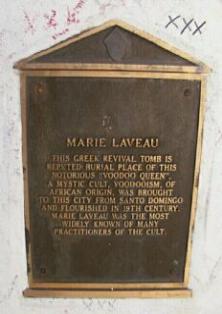 XXX
MARIE LAVEAU
THIS GREEK REVIVAL TOMB IS
REPUTED BURIAL PLACE OF THIS
NOTORIOUS "VOODOO QUEEN".
A MYSTIC CULT, VOODOOISM, OF
AFRICAN ORIGIN, WAS BROUGHT
TO THIS CITY FROM SANTO DOMINGO
AND FLOURISHED IN 19TH CENTURY.
MARIE LAVEAU WAS THE MOST
WIDELY KNOWN OF MANY
PRACTITIONERS OF THE CULT.
XXX